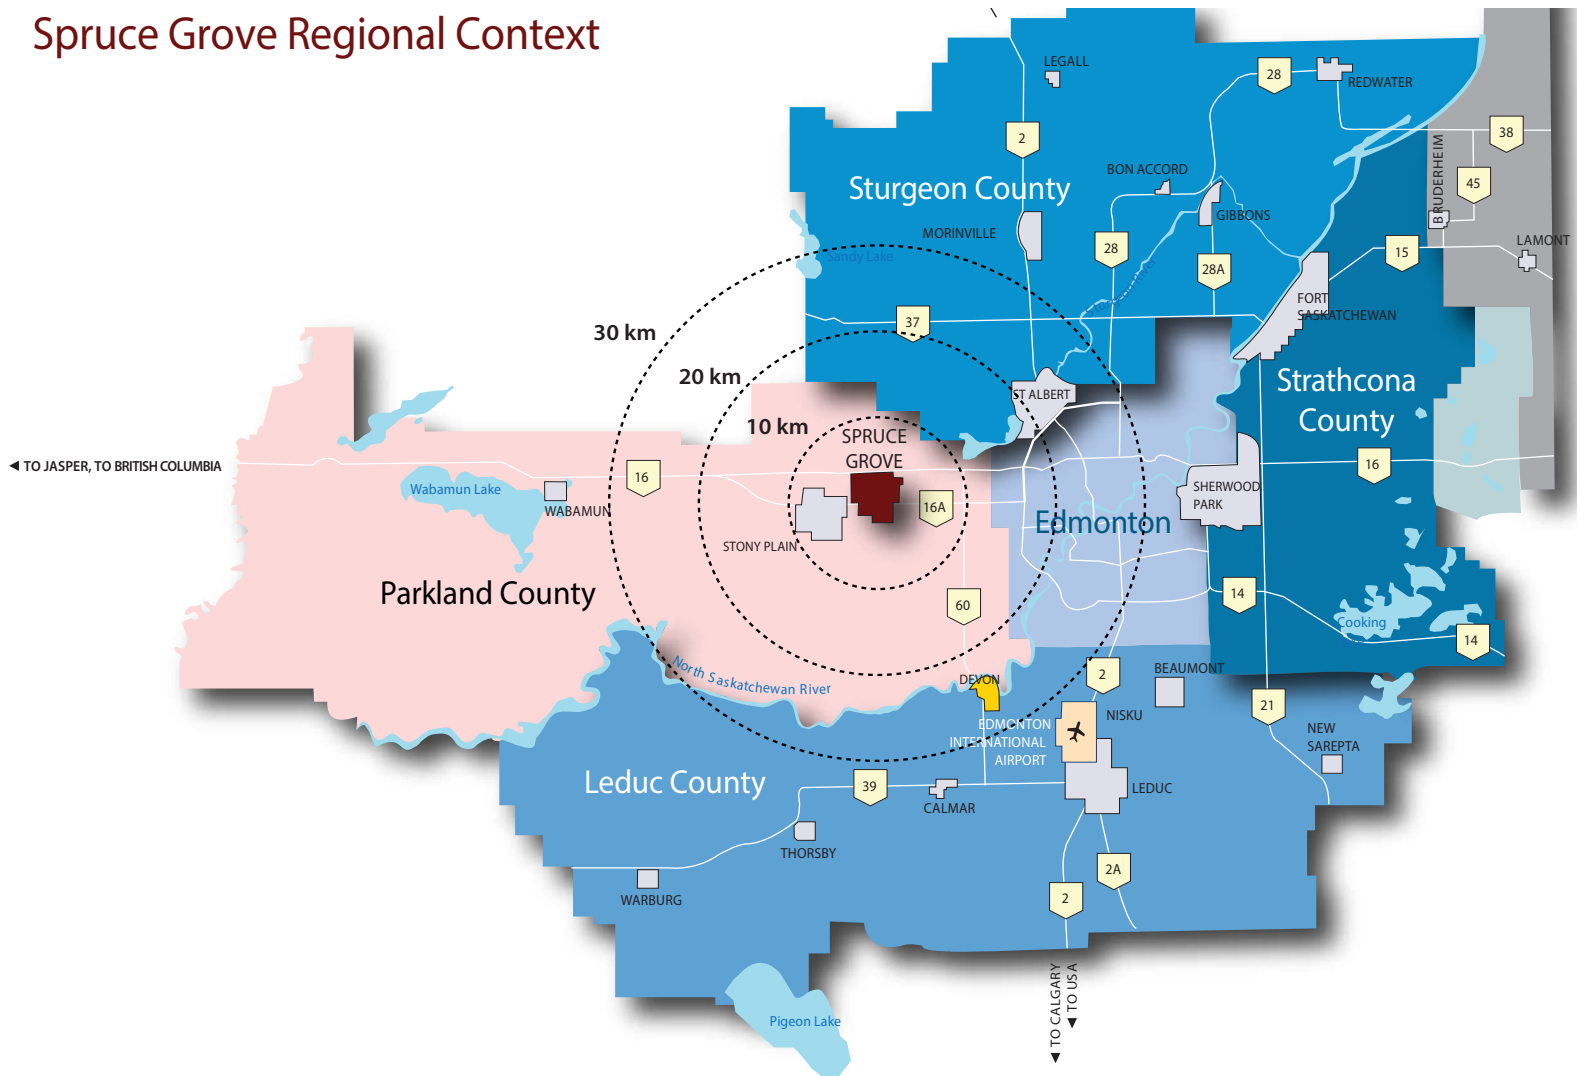 Spruce Grove Regional Context
LEGALL
28
REDWATER
2
38
BRUDERHEIM
BON ACCORD
45
Sturgeon County
GIBBONS
MORINVILLE
28
15
LAMONT
Sandy Lake
28A
Sturgeon River
FORT
SASKATCHEWAN
37
30 km
20 km
ST ALBERT
Strathcona
County
10 km
SPRUCE
GROVE
TO JASPER, TO BRITISH COLUMBIA
16
16
Wabamun Lake
WABAMUN
SHERWOOD
PARK
16A
Edmonton
STONY PLAIN
Parkland County
60
14
Cooking
14
North Saskatchewan River
DEVON
2
BEAUMONT
21
NISKU
EDMONTON
INTERNATIONAL
AIRPORT
NEW
SAREPTA
Leduc County
39
CALMAR
LEDUC
THORSBY
2A
WARBURG
2
TO CALGARY
TO USA
Pigeon Lake